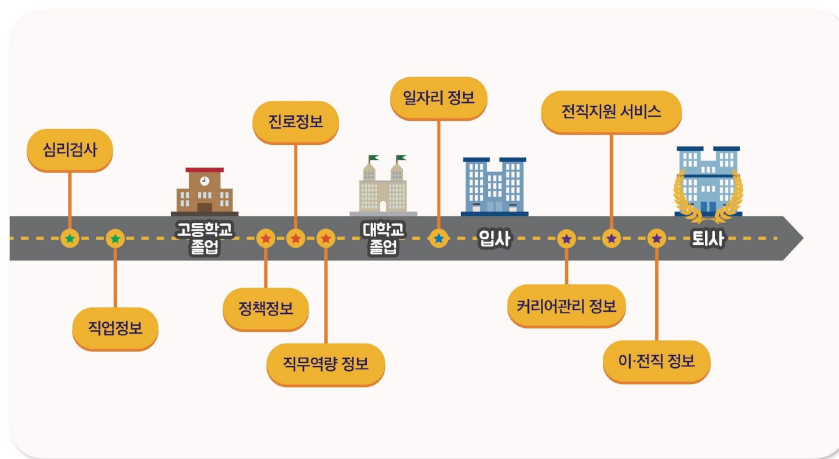 일자리 정보
전직지원 서비스
진로정보
심리검사
고등학교
졸업
대학교
졸업
입사
퇴사
정책정보
커리어관리 정보
직업정보
직무역량 정보
이·전직 정보